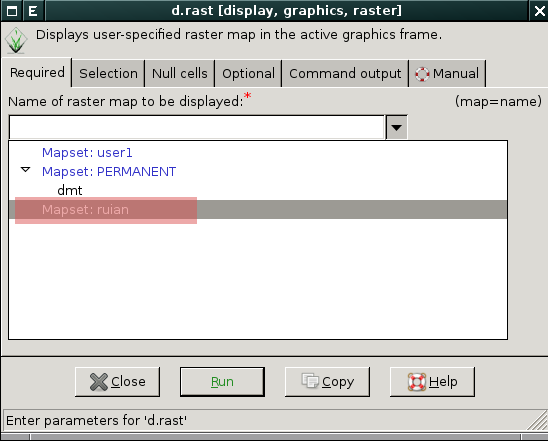 d.rast [display, graphics, raster]
Displays user-specified raster map in the active graphics frame.
Required Selection Null cells Optional Command output Manual
Name of raster map to be displayed:* (map=name)
Mapset: user1
Mapset: PERMANENT
dmt
Mapset: ruian
Close Run Copy Help
Enter parameters for 'd.rast'